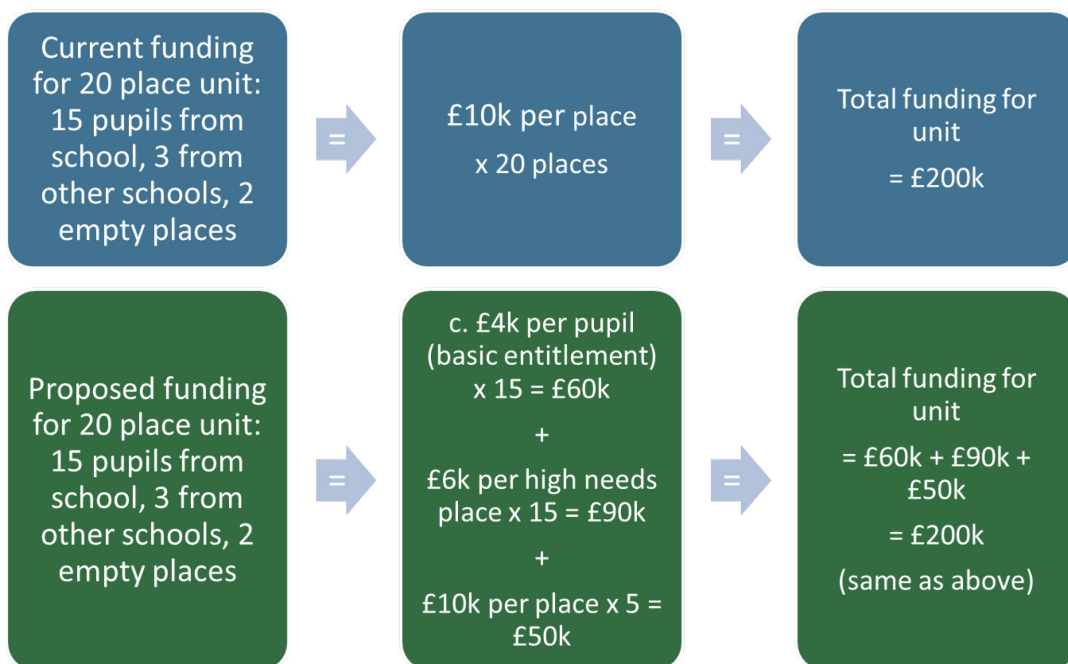 Current funding
for 20 place unit:
15 pupils from
school, 3 from
other schools, 2
empty places
=
£10k per place
x 20 places
=
Total funding for
unit
= £200k
Proposed funding
for 20 place unit:
15 pupils from
school, 3 from
other schools, 2
empty places
=
c. £4k per pupil
(basic entitlement)
x 15 = £60k
+
£6k per high needs
place x 15 = £90k
+
£10k per place x 5 =
£50k
=
Total funding for
unit
= £60k + £90k +
£50k
= £200k
(same as above)